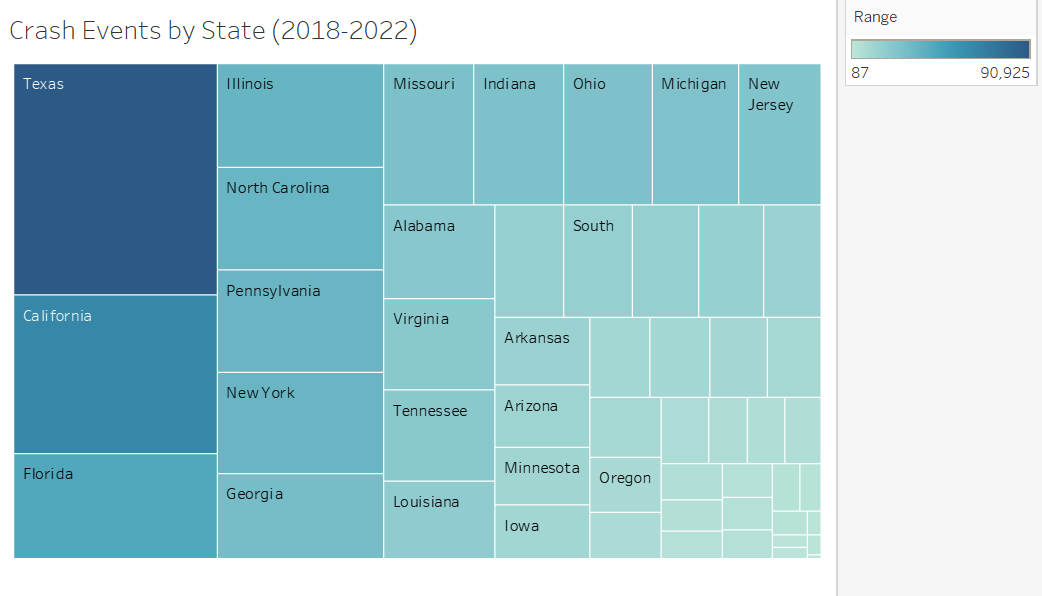 Crash Events by State (2018-2022)
Range
87 90,925
Texas
Illinois
Missouri
Indiana
Ohio
Michigan
New
Jersey
North Carolina
Alabama
South
Pennsylvania
California
Virginia
Arkansas
New York
Tennessee
Arizona
Florida
Minnesota
Oregon
Georgia
Louisiana
Iowa